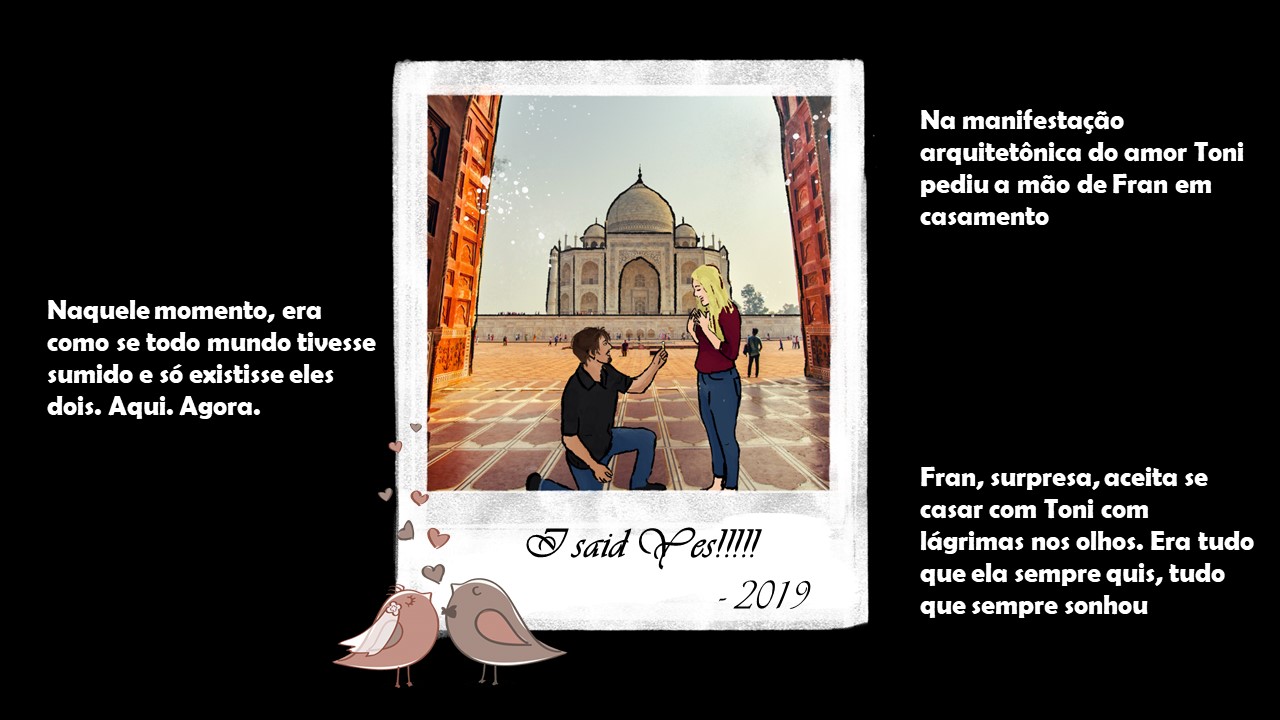 Naquele momento, era
como se todo mundo tivesse
sumido e só existisse eles
dois. Aqui. Agora.
I said Yes!!!!!
- 2019
Na manifestação
arquitetônica do amor Toni
pediu a mão de Fran em
casamento
Fran, surpresa, aceita se
casar com Toni com
lágrimas nos olhos. Era tudo
que ela sempre quis, tudo
que sempre sonhou